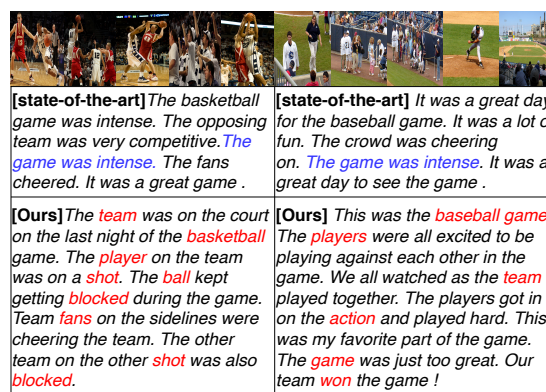 [state-of-the-art]The basketball
game was intense. The opposing
team was very competitive.The
game was intense. The fans
cheered. It was a great game .
[state-of-the-art] It was a great day
for the baseball game. It was a lot o
fun. The crowd was cheering
on. The game was intense. It was a
great day to see the game .
[Ours]The team was on the court
on the last night of the basketball
game. The player on the team
was on a shot. The ball kept
getting blocked during the game.
Team fans on the sidelines were
cheering the team. The other
team on the other shot was also
blocked.
[Ours] This was the baseball game
The players were all excited to be
playing against each other in the
game. We all watched as the team
played together. The players got in
on the action and played hard. This
was my favorite part of the game.
The game was just too great. Our
team won the game !